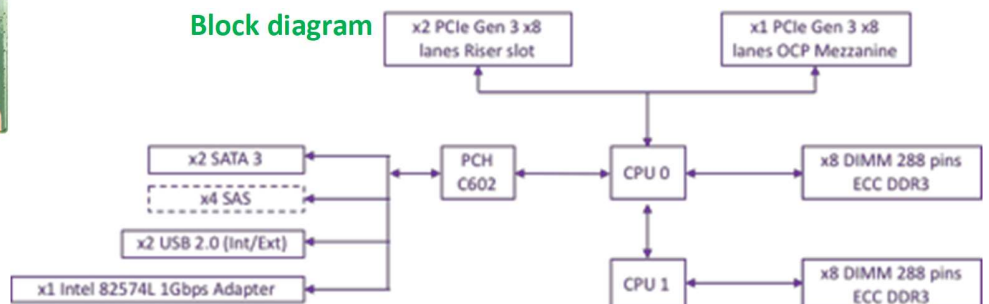 Block diagram
x2 PCIe Gen 3 x8
lanes Riser slot
x1 PCIe Gen 3 x8
lanes OCP Mezzanine
x2 SATA 3
x4 SAS
x2 USB 2.0 (Int/Ext)
x1 Intel 82574L 1Gbps Adapter
PCH
C602
CPU 0
x8 DIMM 288 pins
ECC DDR3
CPU 1
x8 DIMM 288 pins
ECC DDR3